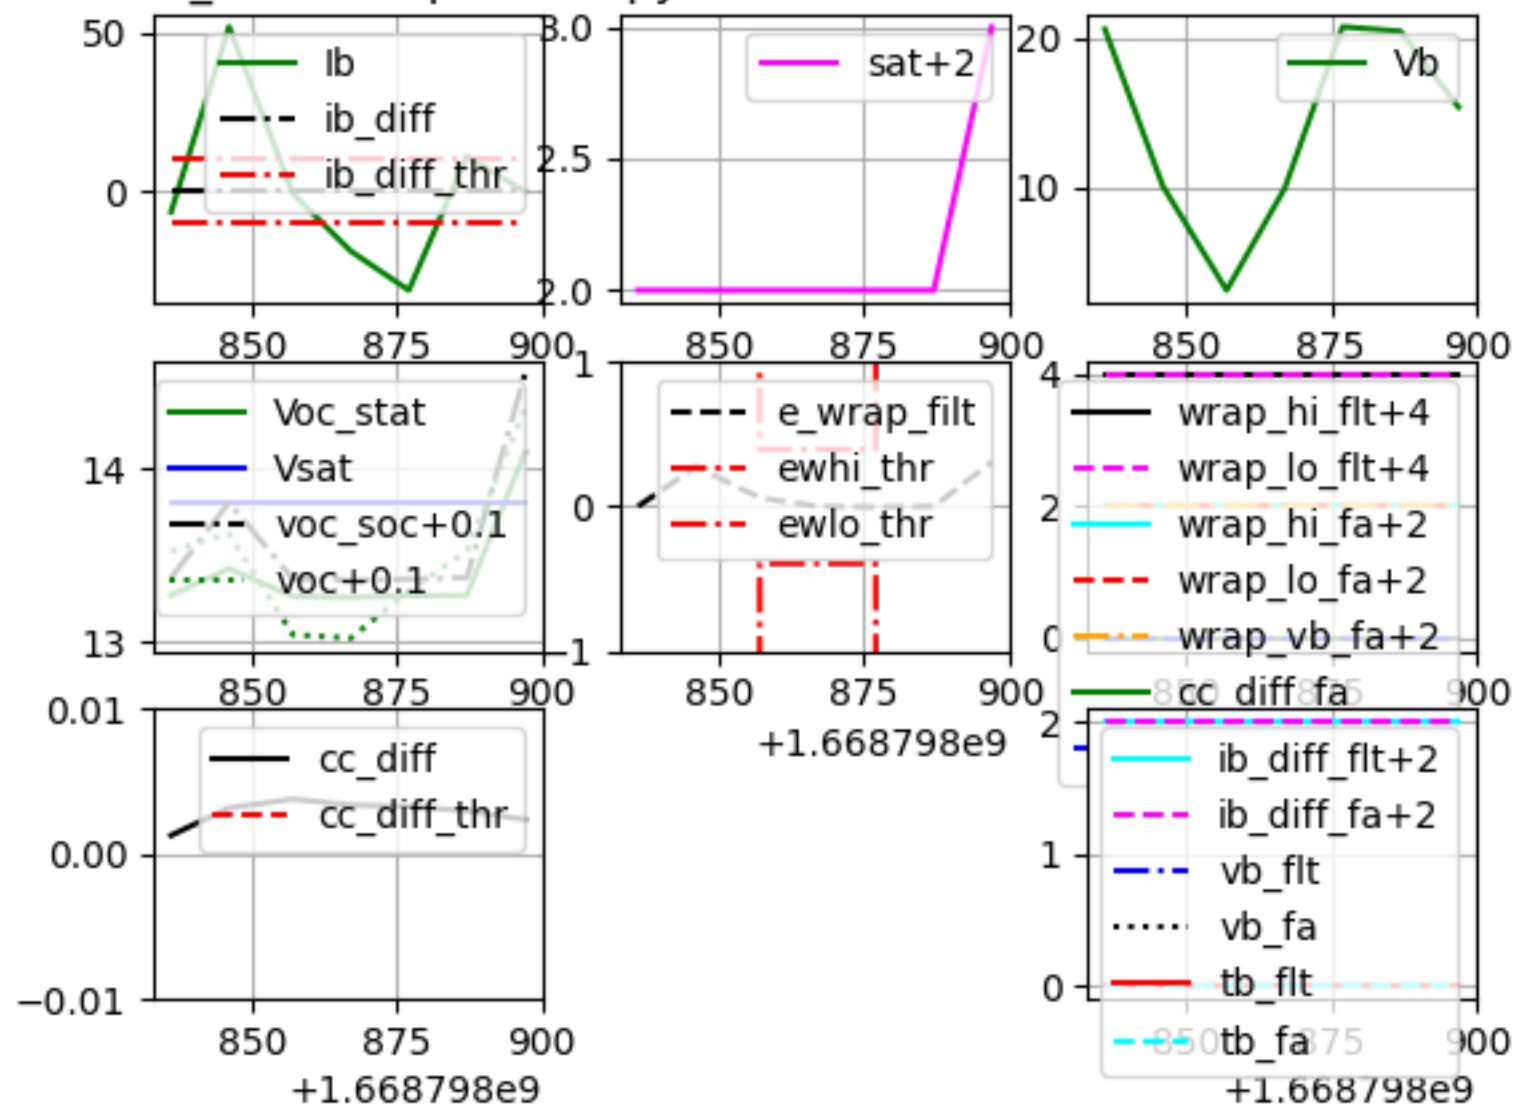 50
0
Ib
ib_diff
ib_diff_thr
850 875 900
3.0
2.5
2.0
sat+2
850 875 900
20
10
Vb
850 875 900
14
13
Voc_stat
Vsat
voc_soc+0.1
voc+0.1
850 875 900
1
0
−1
e_wrap_filt
ewhi_thr
ewlo_thr
850 875 900
+1.668798e9
4
2
0
wrap_hi_flt+4
wrap_lo_flt+4
wrap_hi_fa+2
wrap_lo_fa+2
wrap_vb_fa+2
cc_diff_fa
850 875 900
0.01
0.00
−0.01
cc_diff
cc_diff_thr
850 875 900
+1.668798e9
2
1
0
ib_diff_flt+2
ib_diff_fa+2
vb_flt
vb_fa
tb_flt
tb_fa
850 875 900
+1.668798e9